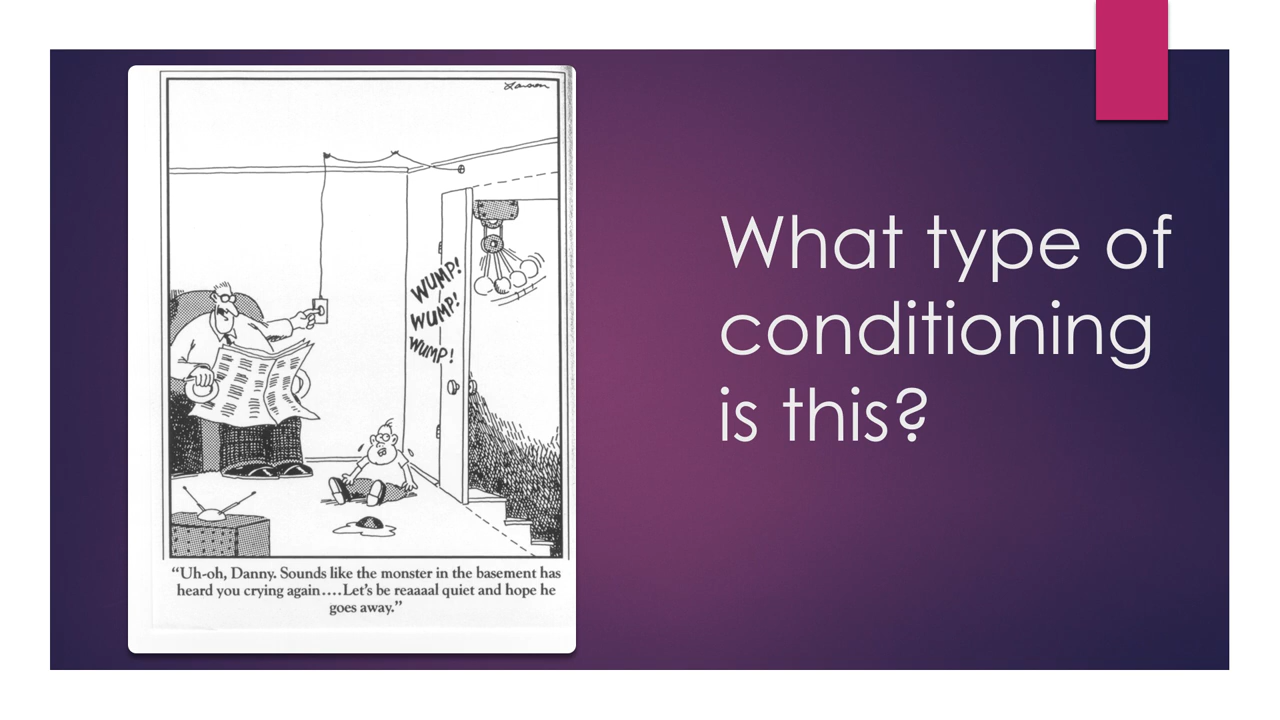 Larson
WUMP!
WUMP!
WUMP!
“Uh-oh, Danny. Sounds like the monster in the basement has
heard you crying again....Let’s be reaaaal quiet and hope he
goes away.”
What type of
conditioning
is this?